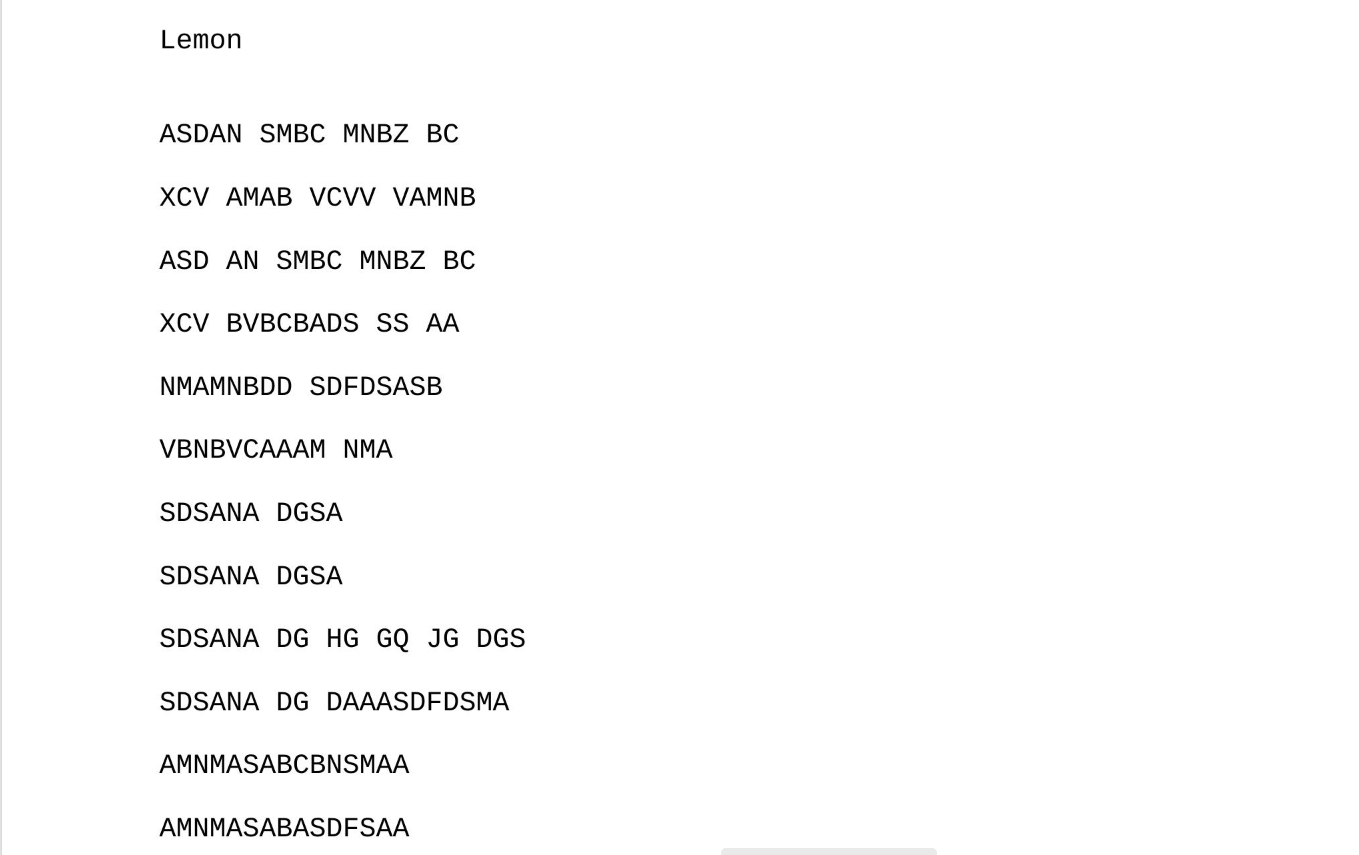 Lemon
ASDAN SMBC MNBZ BC
XCV AMAB VCVV VAMNB
ASD AN SMBC MNBZ BC
XCV BVBCBADS SS AA
NMAMNBDD SDFDSASB
VBNBVCAAAM NMA
SDSANA DGSA
SDSANA DGSA
SDSANA DG HG GQ JG DGS
SDSANA DG DAAASDFDSMA
AMNMASABCBNSMAA
AMNMASABASDFSAA